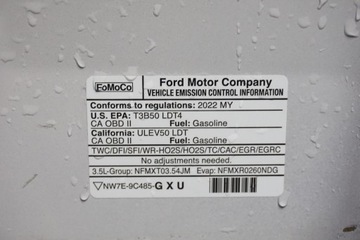 FoMoCo
Ford Motor Company
VEHICLE EMISSION CONTROL INFORMATION
Conforms to regulations: 2022 MY
U.S. EPA: T3B50 LDT4
CA OBD II Fuel: Gasoline
California: ULEV50 LDT
CA OBD II Fuel: Gasoline
TWC/DFI/SFI/WR-HO2S/HO2S/TC/CAC/EGR/EGRC
No adjustments needed.
3.5L-Group: NFMXT03.54JM Evap: NFMXR0260NDG
NW7E-9C485- G X U